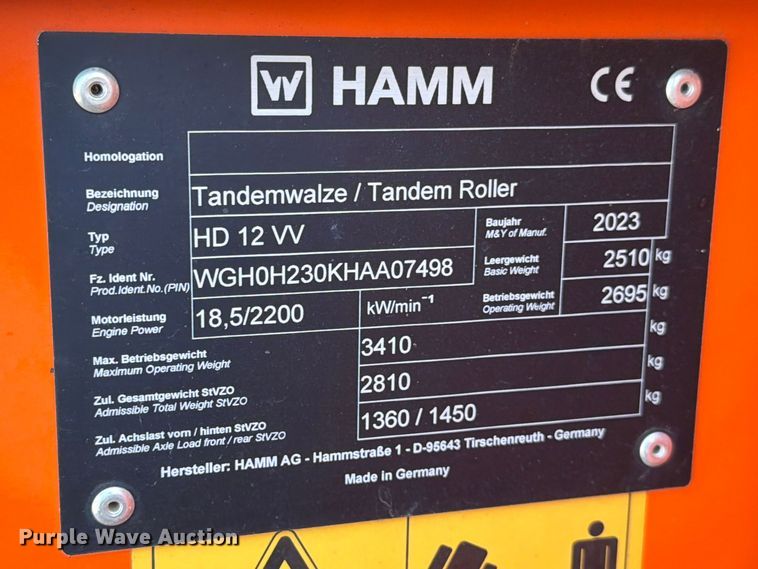 W HAMM CE
Homologation
Bezeichnung
Designation
Tandemwalze / Tandem Roller
Typ
Type
HD 12 VV
Baujahr
M&Y of Manuf.
2023
Fz. Ident Nr.
Prod.Ident.No.(PIN)
WGH0H230KHAA07498
Leergewicht
Basic Weight
2510 kg
Motorleistung
Engine Power
18,5/2200
kW/min⁻¹
Betriebsgewicht
Operating Weight
2695 kg
Max. Betriebsgewicht
Maximum Operating Weight
3410 kg
Zul. Gesamtgewicht StVZO
Admissible Total Weight StVZO
2810 kg
Zul. Achslast vorn / hinten StVZO
Admissible Axle Load front / rear StVZO
1360 / 1450 kg
Hersteller: HAMM AG - Hammstraße 1 - D-95643 Tirschenreuth - Germany
Made in Germany
Purple Wave Auction